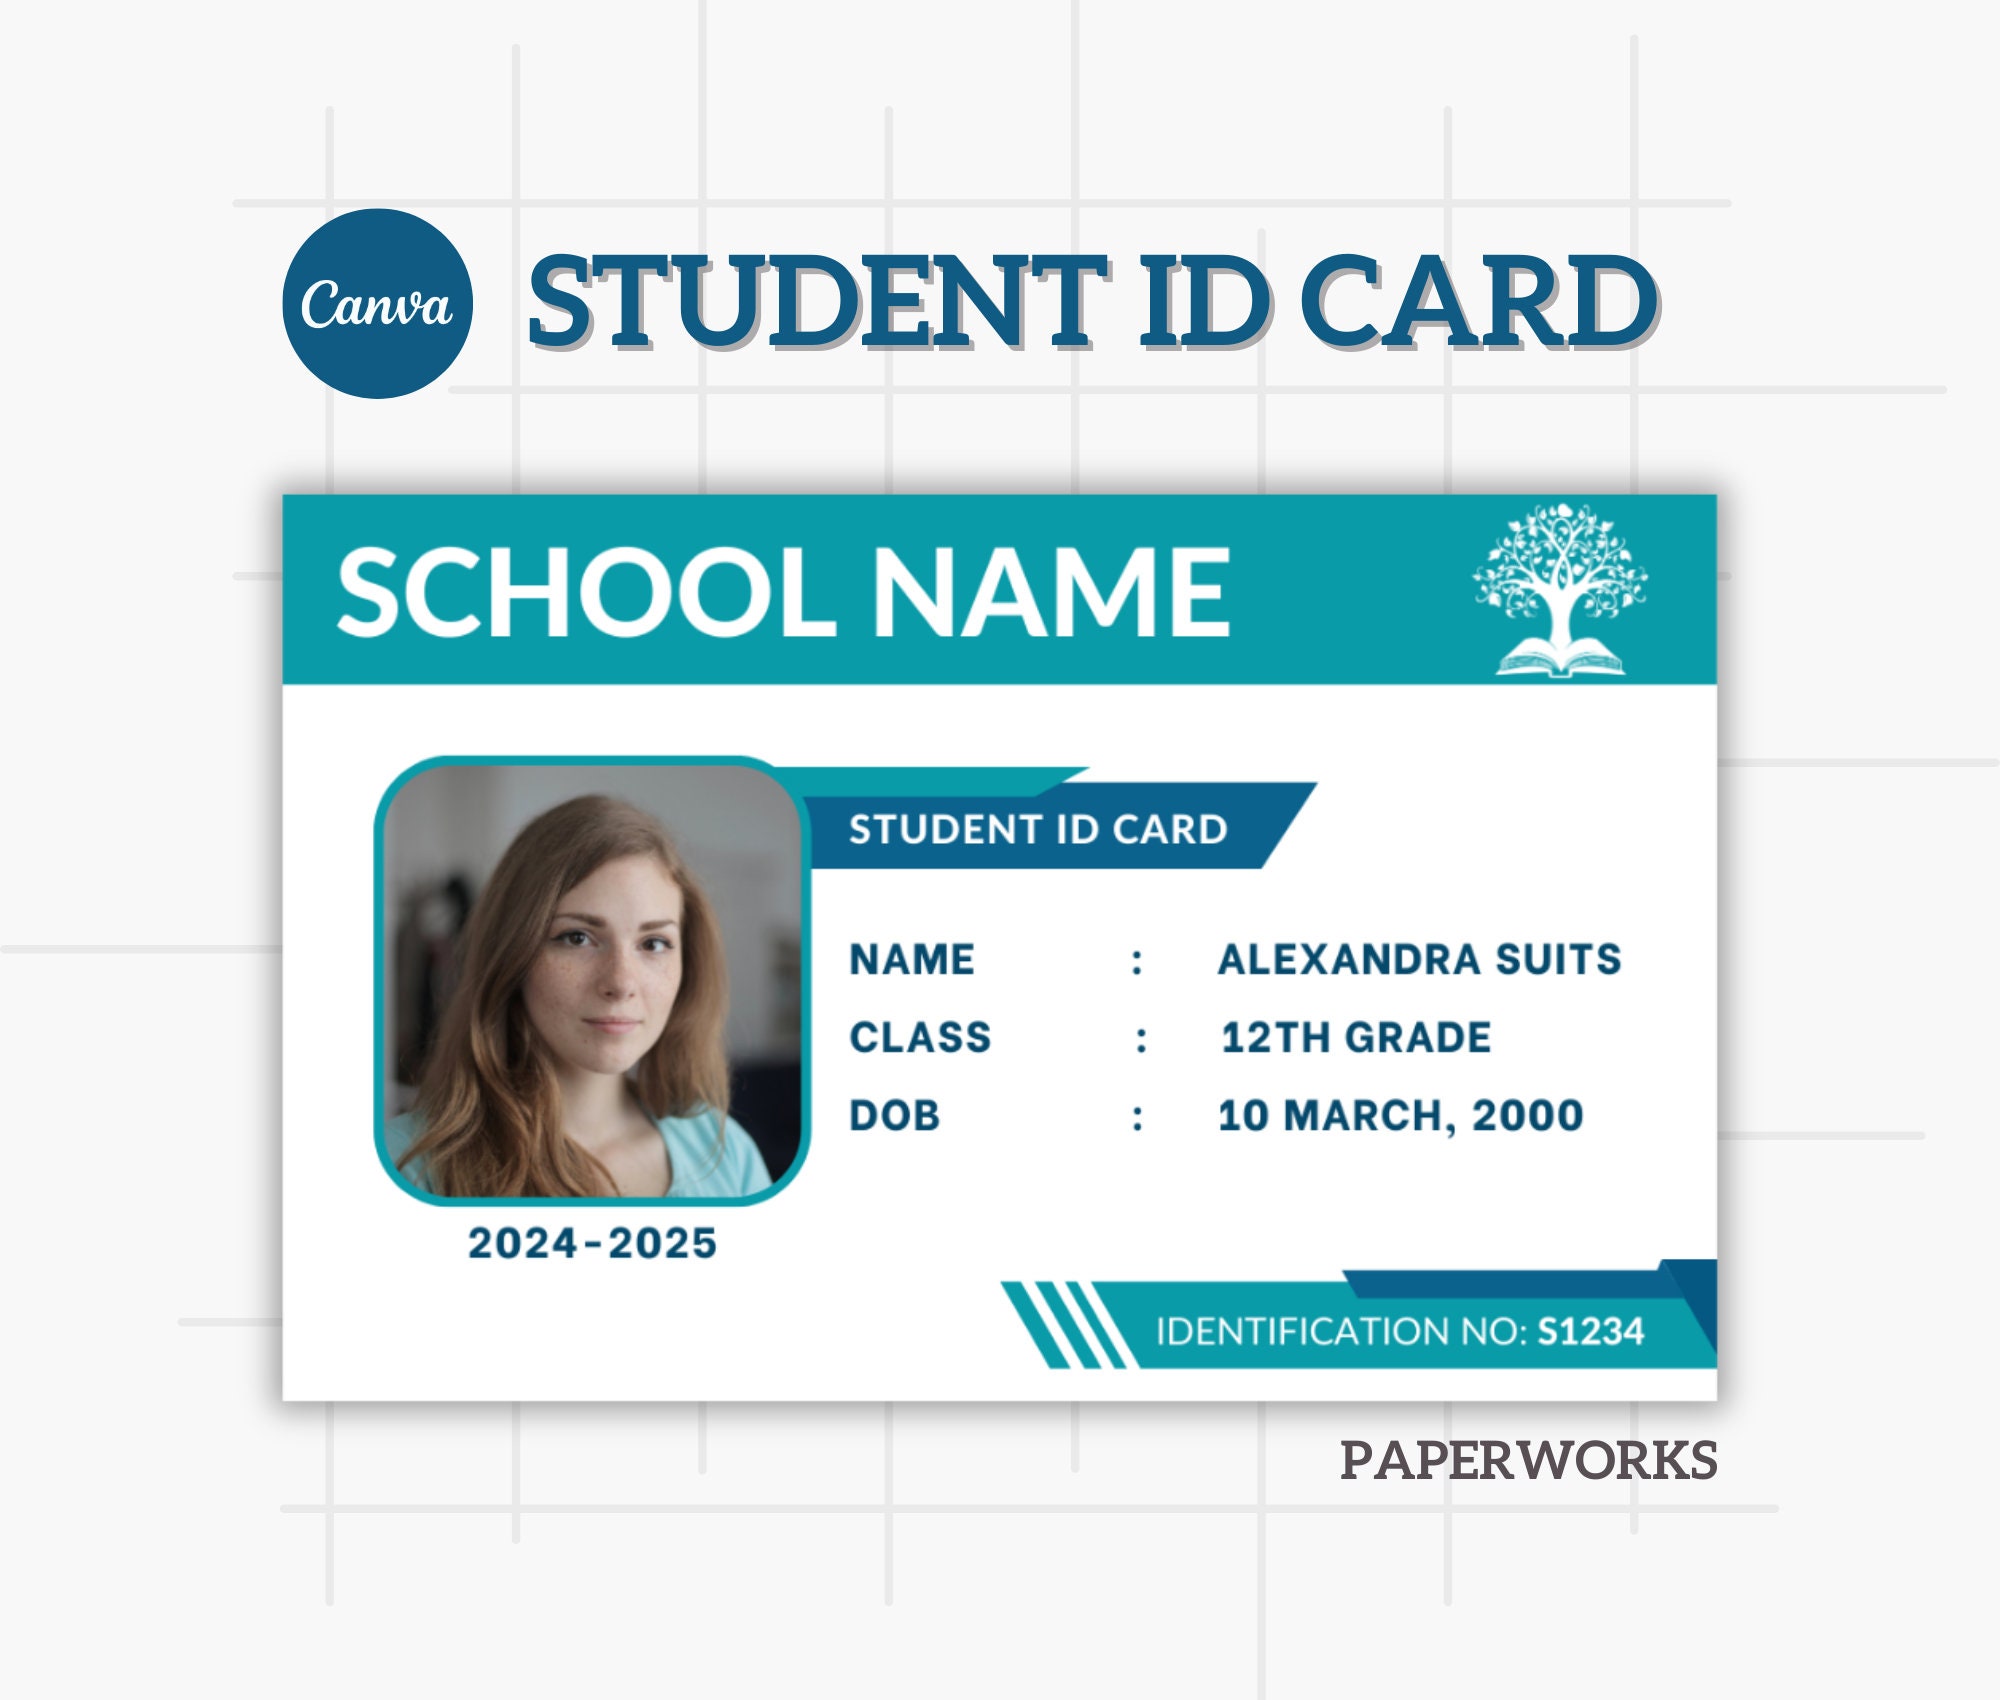 Canva
STUDENT ID CARD
SCHOOL NAME
STUDENT ID CARD
NAME : ALEXANDRA SUITS
CLASS : 12TH GRADE
DOB : 10 MARCH, 2000
2024-2025
IDENTIFICATION NO: S1234
PAPERWORKS